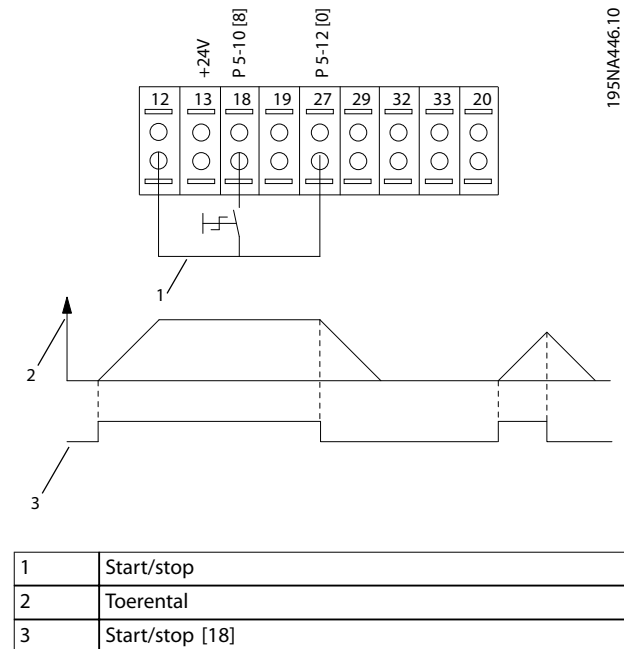 195NA446.10
+24V
P 5-10 [8]
P 5-12 [0]
12 13 18 19 27 29 32 33 20
1
2
3
1 Start/stop
2 Toerental
3 Start/stop [18]